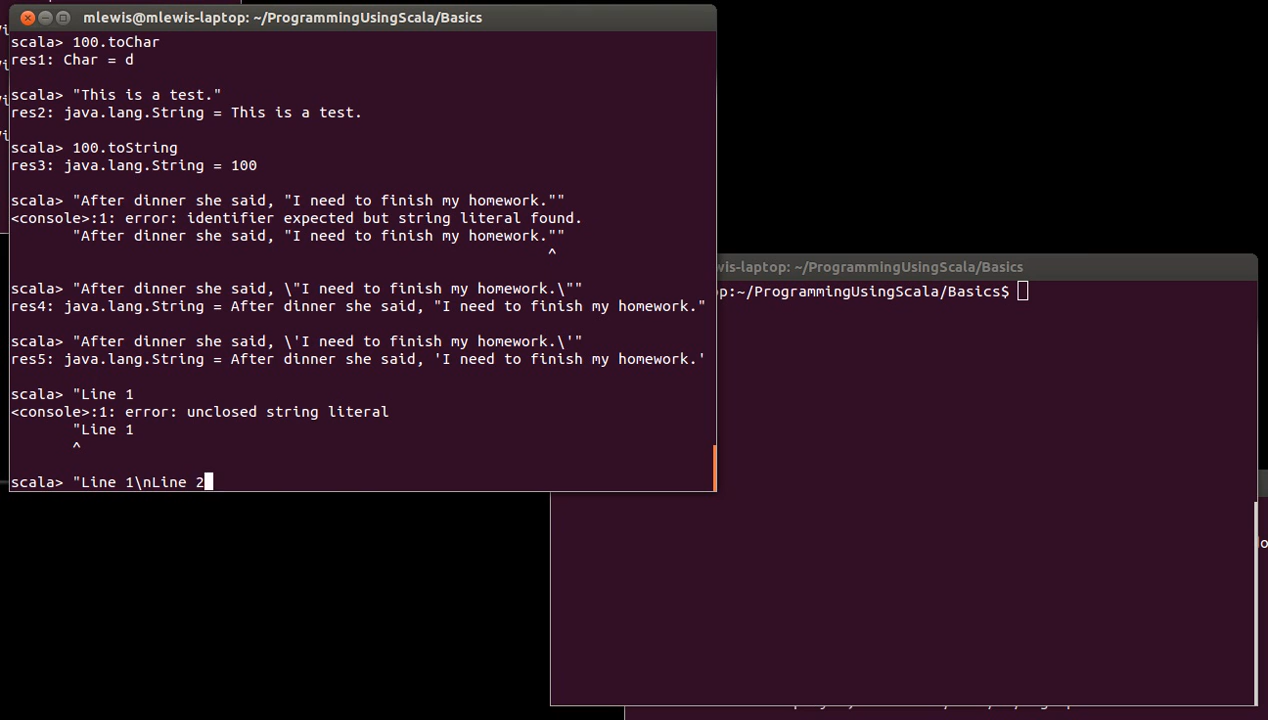 mlewis@mlewis-laptop: ~/ProgrammingUsingScala/Basics
scala> 100.toChar
res1: Char = d
scala> "This is a test."
res2: java.lang.String = This is a test.
scala> 100.toString
res3: java.lang.String = 100
scala> "After dinner she said, "I need to finish my homework.""
<console>:1: error: identifier expected but string literal found.
"After dinner she said, "I need to finish my homework.""
^
scala> "After dinner she said, \"I need to finish my homework.\""
res4: java.lang.String = After dinner she said, "I need to finish my homework."
scala> "After dinner she said, \'I need to finish my homework.\'"
res5: java.lang.String = After dinner she said, 'I need to finish my homework.'
scala> "Line 1
<console>:1: error: unclosed string literal
"Line 1
^
scala> "Line 1\nLine 2
wis-laptop: ~/ProgrammingUsingScala/Basics
op:~/ProgrammingUsingScala/Basics$